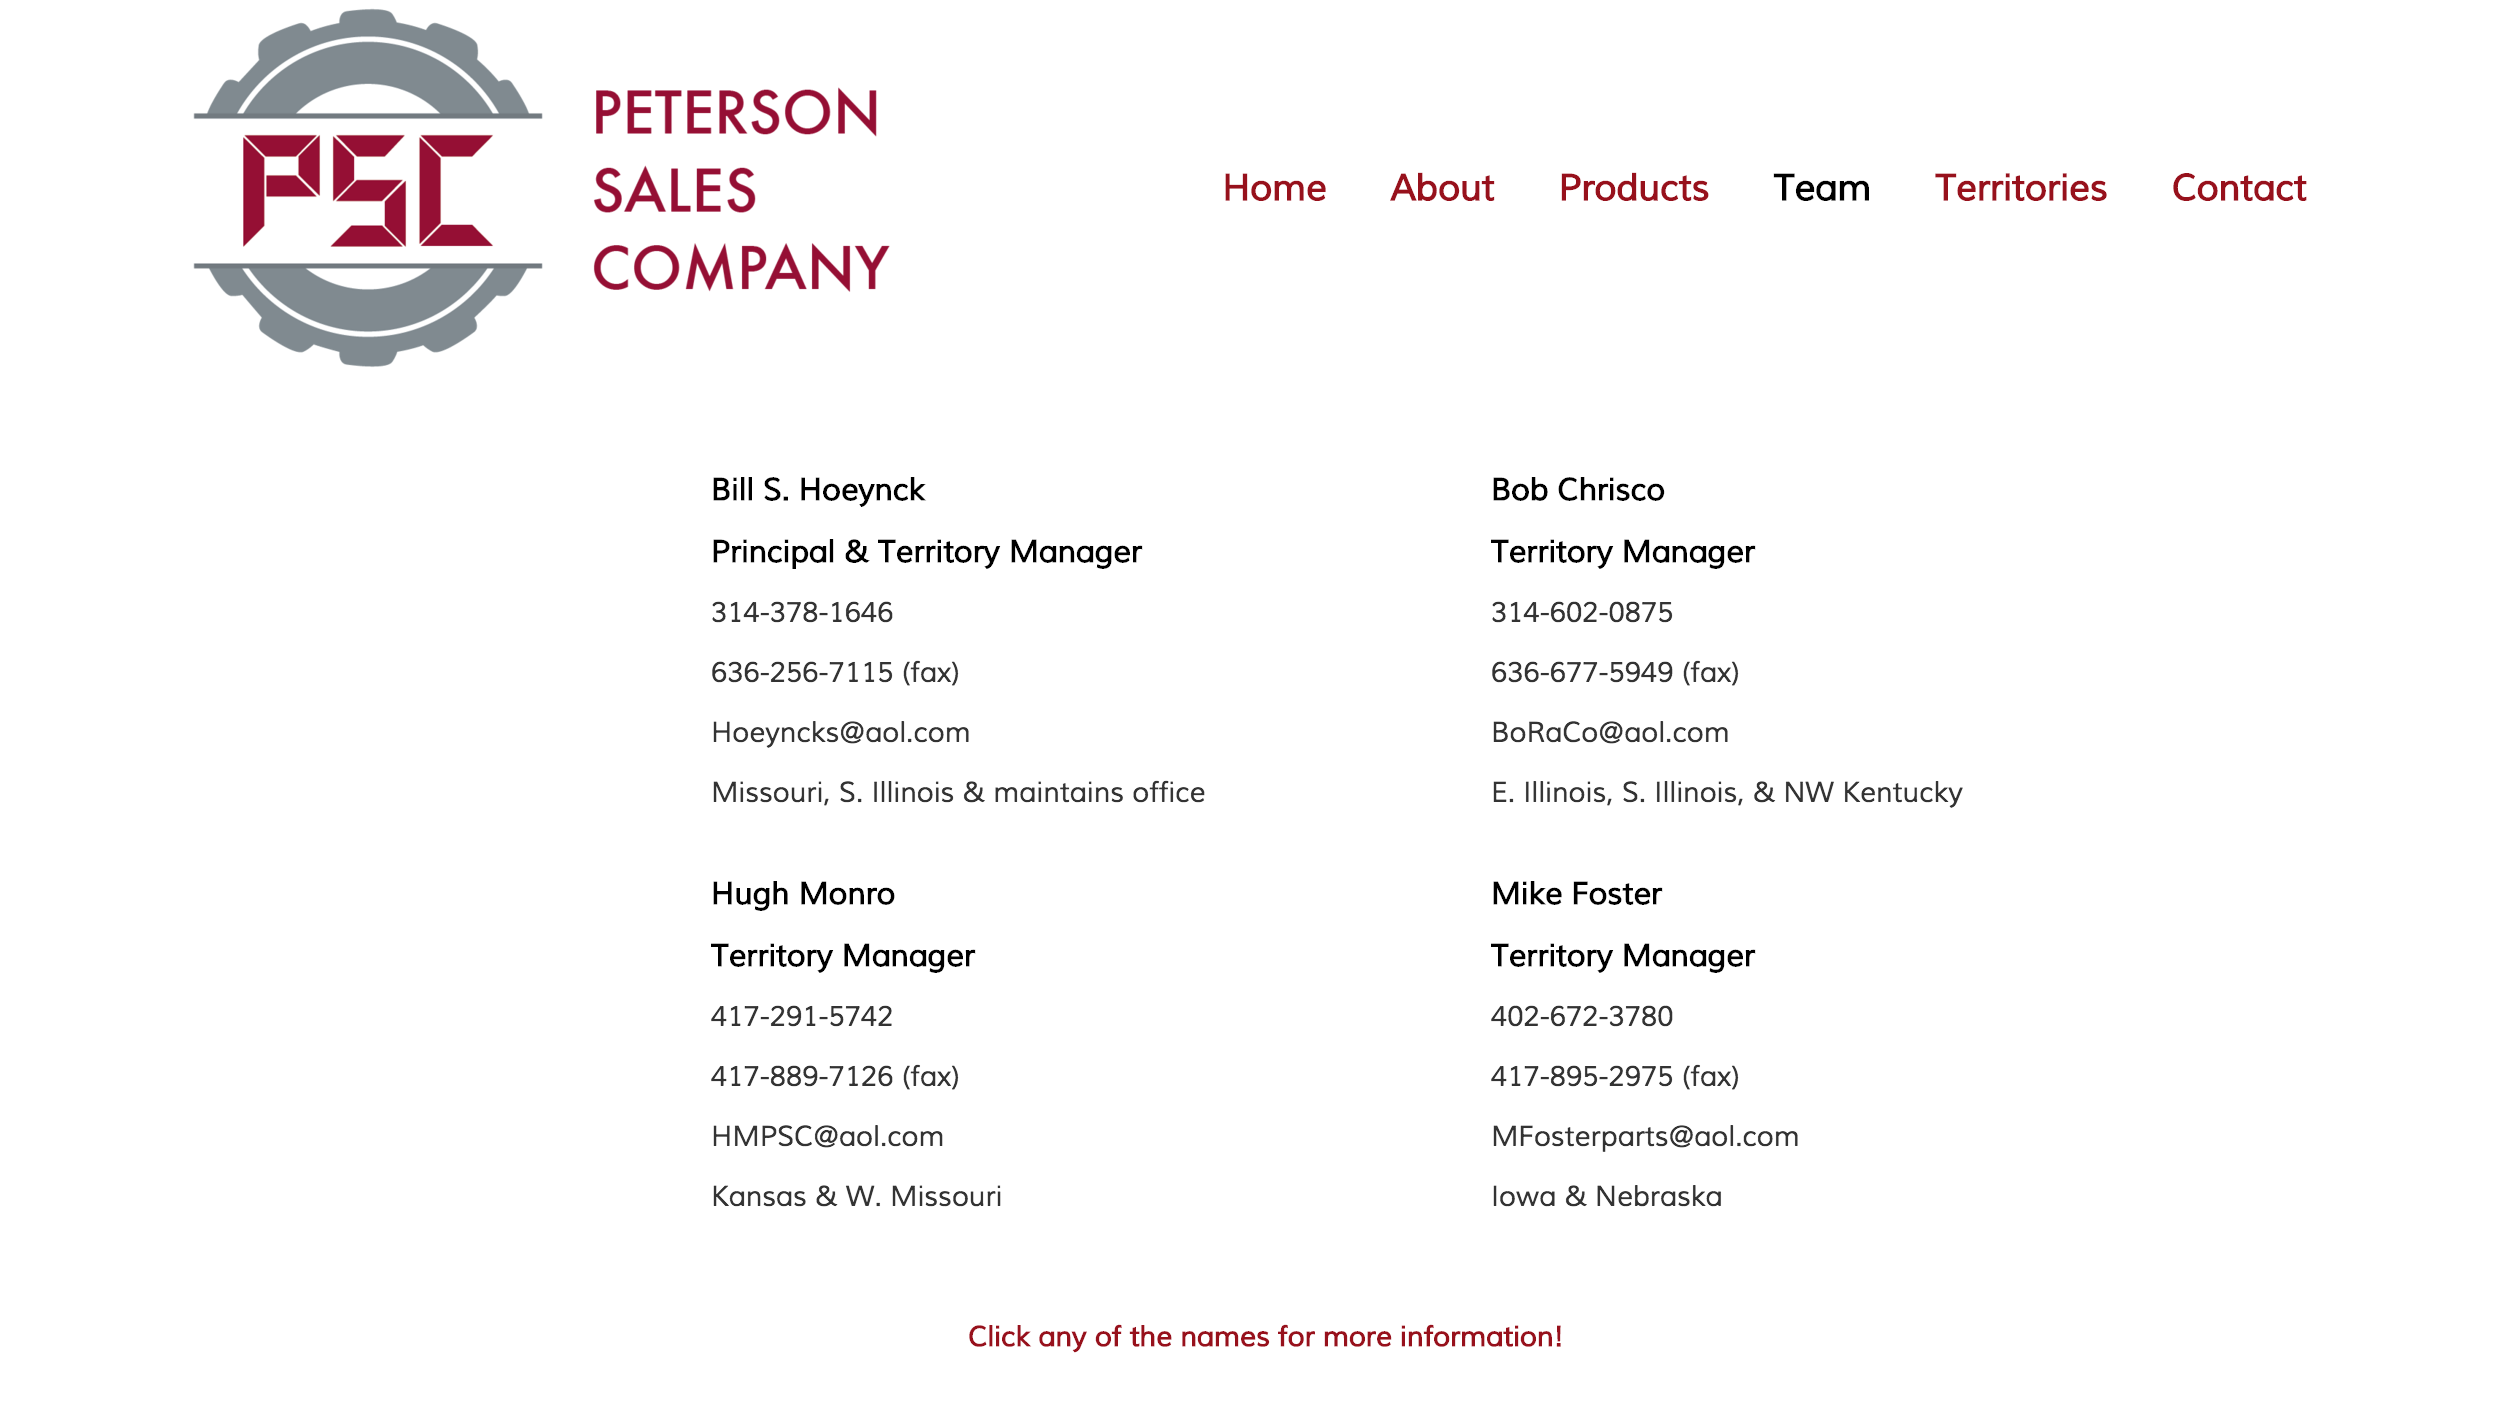 PSC
PETERSON
SALES
COMPANY
Home About Products Team Territories Contact
Bill S. Hoeynck
Principal & Territory Manager
314-378-1646
636-256-7115 (fax)
Hoeyncks@aol.com
Missouri, S. Illinois & maintains office
Bob Chrisco
Territory Manager
314-602-0875
636-677-5949 (fax)
BoRaCo@aol.com
E. Illinois, S. Illinois, & NW Kentucky
Hugh Monro
Territory Manager
417-291-5742
417-889-7126 (fax)
HMPSC@aol.com
Kansas & W. Missouri
Mike Foster
Territory Manager
402-672-3780
417-895-2975 (fax)
MFosterparts@aol.com
Iowa & Nebraska
Click any of the names for more information!